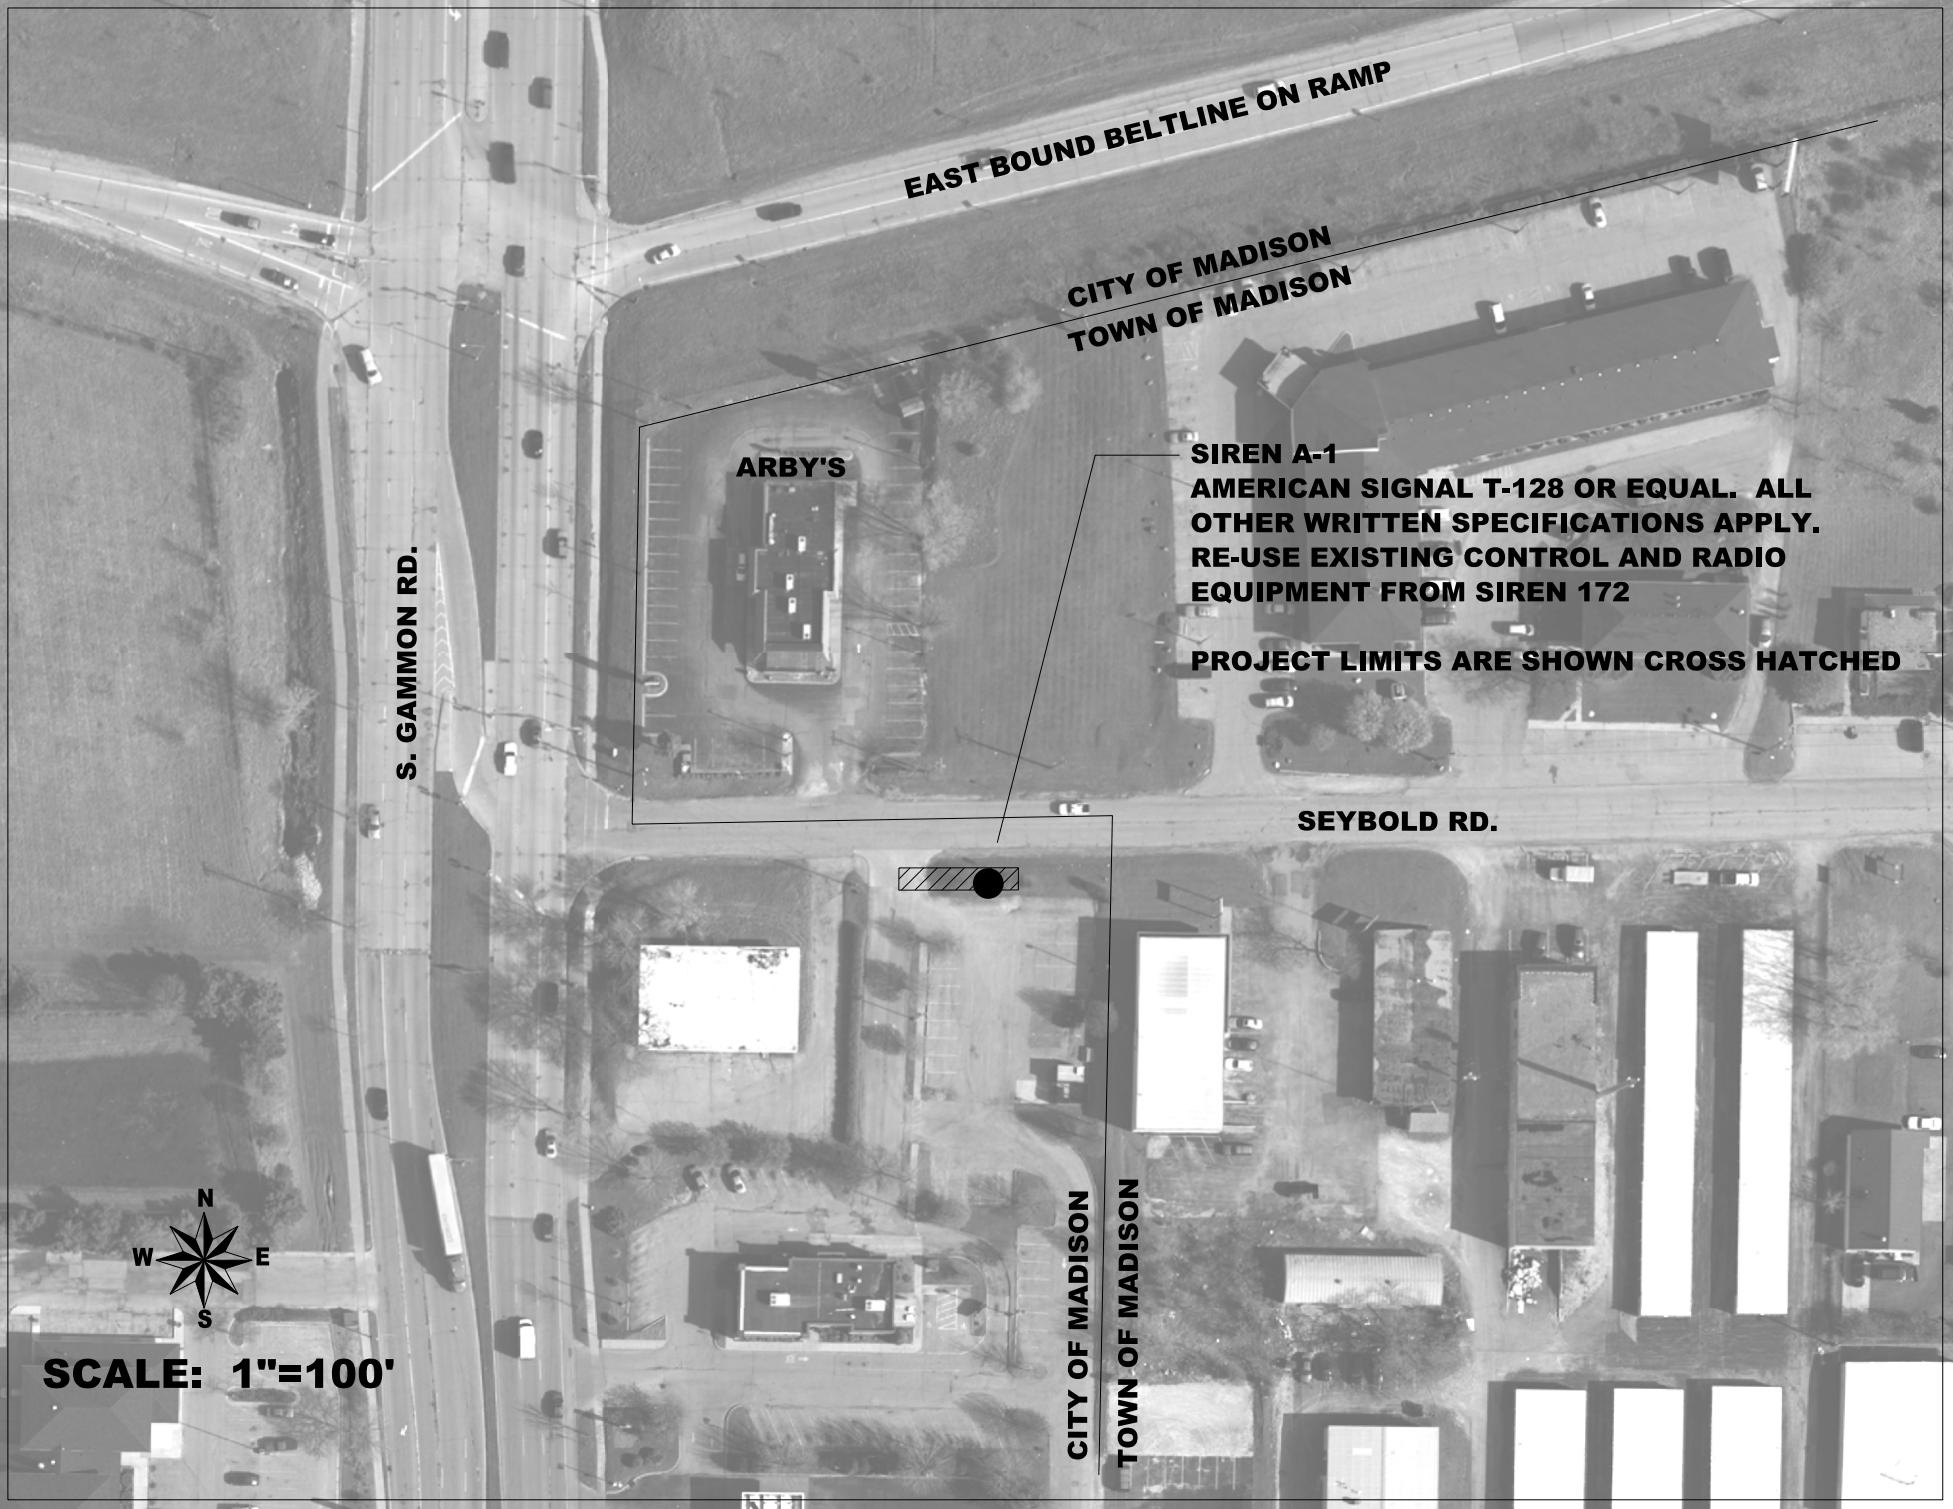 EAST BOUND BELTLINE ON RAMP
CITY OF MADISON
TOWN OF MADISON
ARBY'S
SIREN A-1
AMERICAN SIGNAL T-128 OR EQUAL. ALL
OTHER WRITTEN SPECIFICATIONS APPLY.
RE-USE EXISTING CONTROL AND RADIO
EQUIPMENT FROM SIREN 172
PROJECT LIMITS ARE SHOWN CROSS HATCHED
S. GAMMON RD.
SEYBOLD RD.
CITY OF MADISON
TOWN OF MADISON
N
W E
S
SCALE: 1"=100'